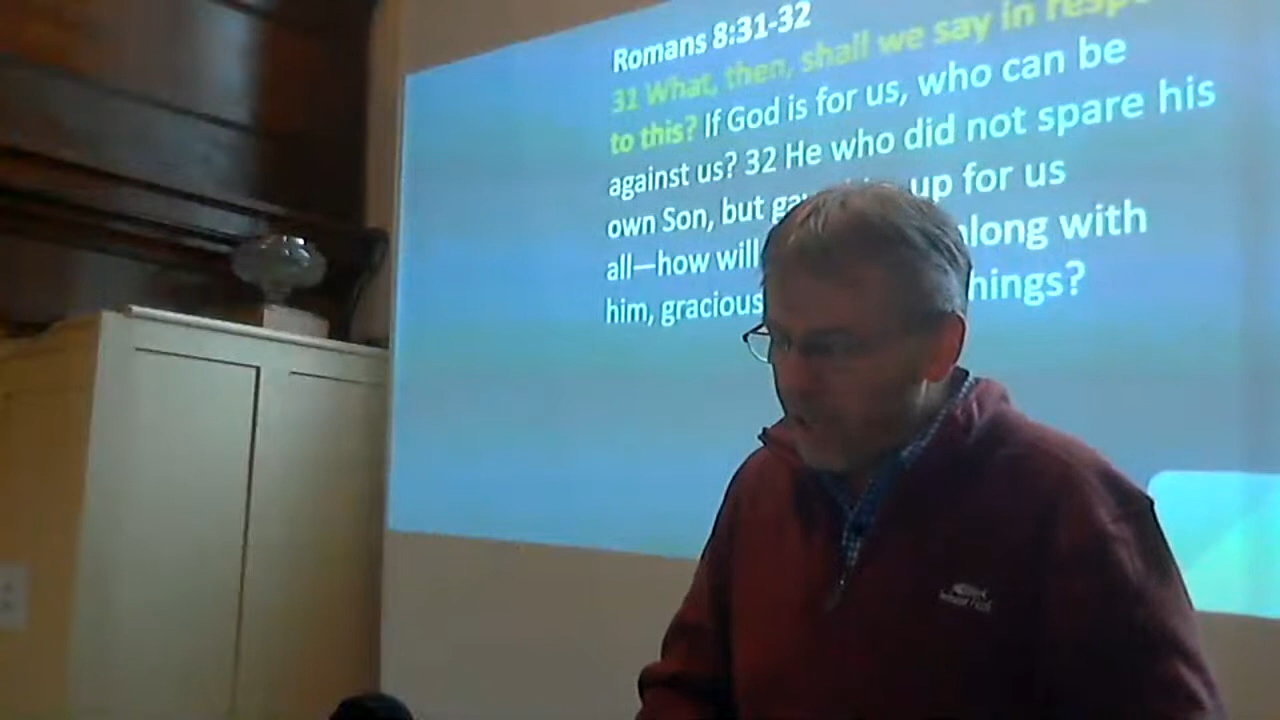 Romans 8:31-32
31 What, then, shall we say in resp
to this? If God is for us, who can be
against us? 32 He who did not spare his
own Son, but ga up for us
all—how will along with
him, gracious hings?